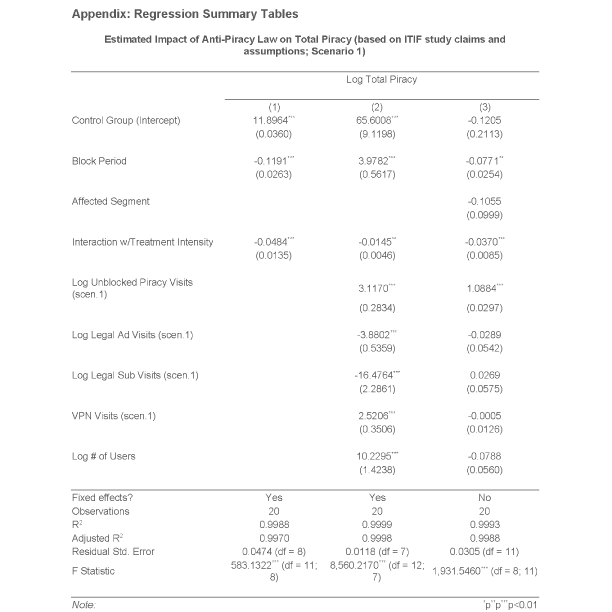 Appendix: Regression Summary Tables
Estimated Impact of Anti-Piracy Law on Total Piracy (based on ITIF study claims and
assumptions; Scenario 1)
Log Total Piracy
(1) (2) (3)
Control Group (Intercept) 11.8964*** 65.6008*** -0.1205
(0.0360) (9.1198) (0.2113)
Block Period -0.1191*** 3.9782*** -0.0771**
(0.0263) (0.5617) (0.0254)
Affected Segment -0.1055
(0.0999)
Interaction w/Treatment Intensity -0.0484*** -0.0145** -0.0370***
(0.0135) (0.0046) (0.0085)
Log Unblocked Piracy Visits
(scen.1)
3.1170*** 1.0884***
(0.2834) (0.0297)
Log Legal Ad Visits (scen.1) -3.8802*** -0.0289
(0.5359) (0.0542)
Log Legal Sub Visits (scen.1) -16.4764*** 0.0269
(2.2861) (0.0575)
VPN Visits (scen.1) 2.5206*** -0.0005
(0.3506) (0.0126)
Log # of Users 10.2295*** -0.0788
(1.4238) (0.0560)
Fixed effects? Yes Yes No
Observations 20 20 20
R2 0.9988 0.9999 0.9993
Adjusted R2 0.9970 0.9998 0.9988
Residual Std. Error 0.0474 (df = 8) 0.0118 (df = 7) 0.0305 (df = 11)
F Statistic 583.1322*** (df = 11; 8) 8,560.2170*** (df = 12; 7) 1,931.5460*** (df = 8; 11)
Note: *p**p***p<0.01